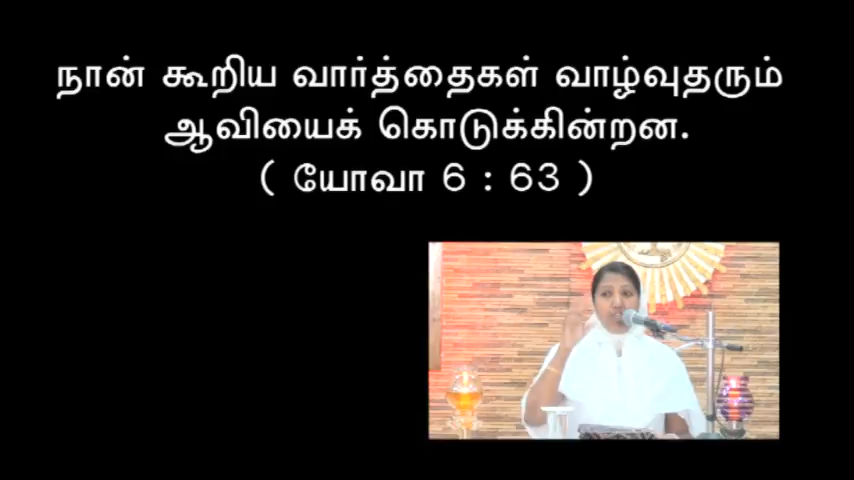 நான் கூறிய வார்த்தைகள் வாழ்வுதரும்
ஆவியைக் கொடுக்கின்றன.
( யோவா 6 : 63 )